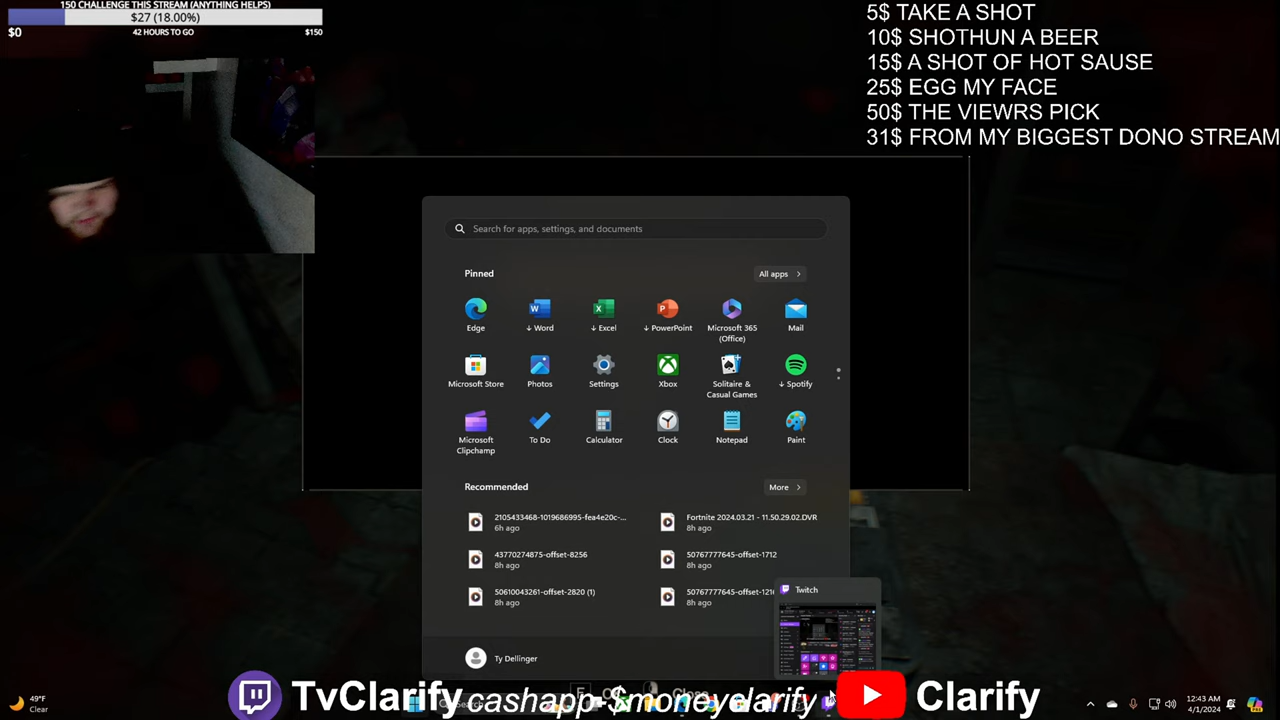 150 CHALLENGE THIS STREAM (ANYTHING HELPS)
$27 (18.00%)
$0
42 HOURS TO GO
$150
5$ TAKE A SHOT
10$ SHOTHUN A BEER
15$ A SHOT OF HOT SAUSE
25$ EGG MY FACE
50$ THE VIEWRS PICK
31$ FROM MY BIGGEST DONO STREAM
Search for apps, settings, and documents
Pinned
All apps
Edge
Word
Excel
PowerPoint
Microsoft 365 (Office)
Mail
Microsoft Store
Photos
Settings
Xbox
Solitaire & Casual Games
Spotify
Microsoft Clipchamp
To Do
Calculator
Clock
Notepad
Paint
Recommended
More
2105433468-1019686995-fea4e20c-...
6h ago
Fortnite 2024.03.21 - 11.50.29.02.DVR
8h ago
43770274875-offset-8256
8h ago
50767777645-offset-1712
8h ago
50610043261-offset-2820 (1)
8h ago
50767777645-offset-121
8h ago
Twitch
Ty Dellinger
49°F
Clear
TvClarify
cashapp-$moneyclarify
Clarify
12:43 AM
4/1/2024